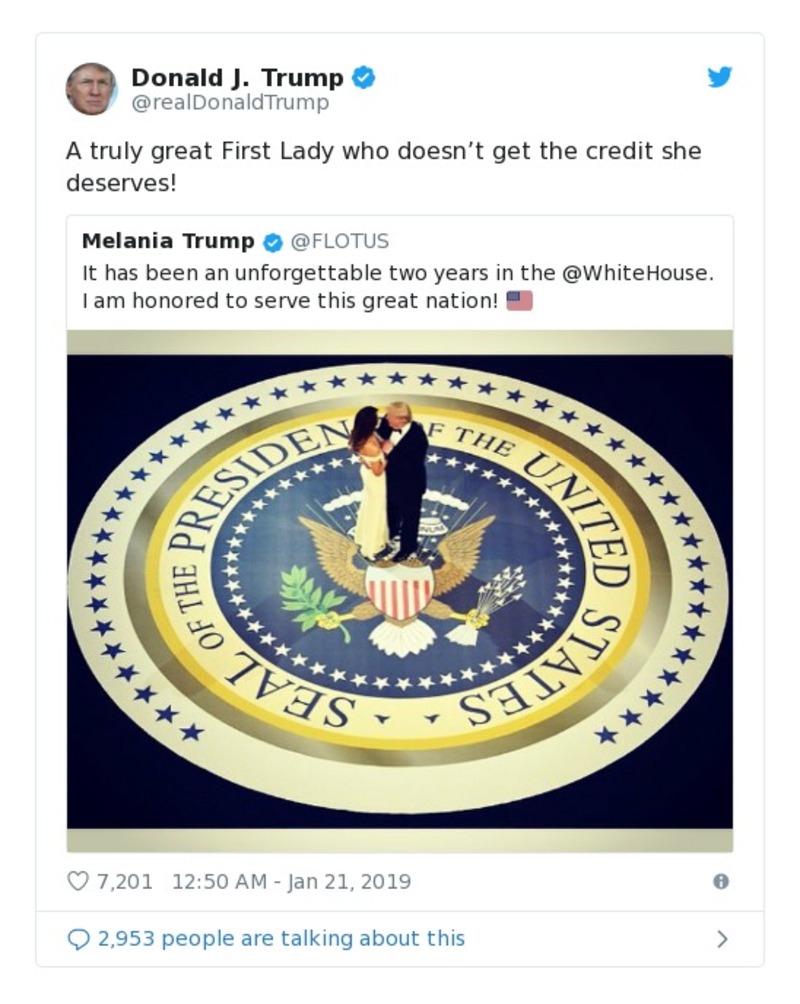 Donald J. Trump
@realDonaldTrump
A truly great First Lady who doesn’t get the credit she
deserves!
Melania Trump @FLOTUS
It has been an unforgettable two years in the @WhiteHouse.
I am honored to serve this great nation! 🇺🇸
SEAL OF THE PRESIDEN F THE UNITED STATES
7,201 12:50 AM - Jan 21, 2019
2,953 people are talking about this